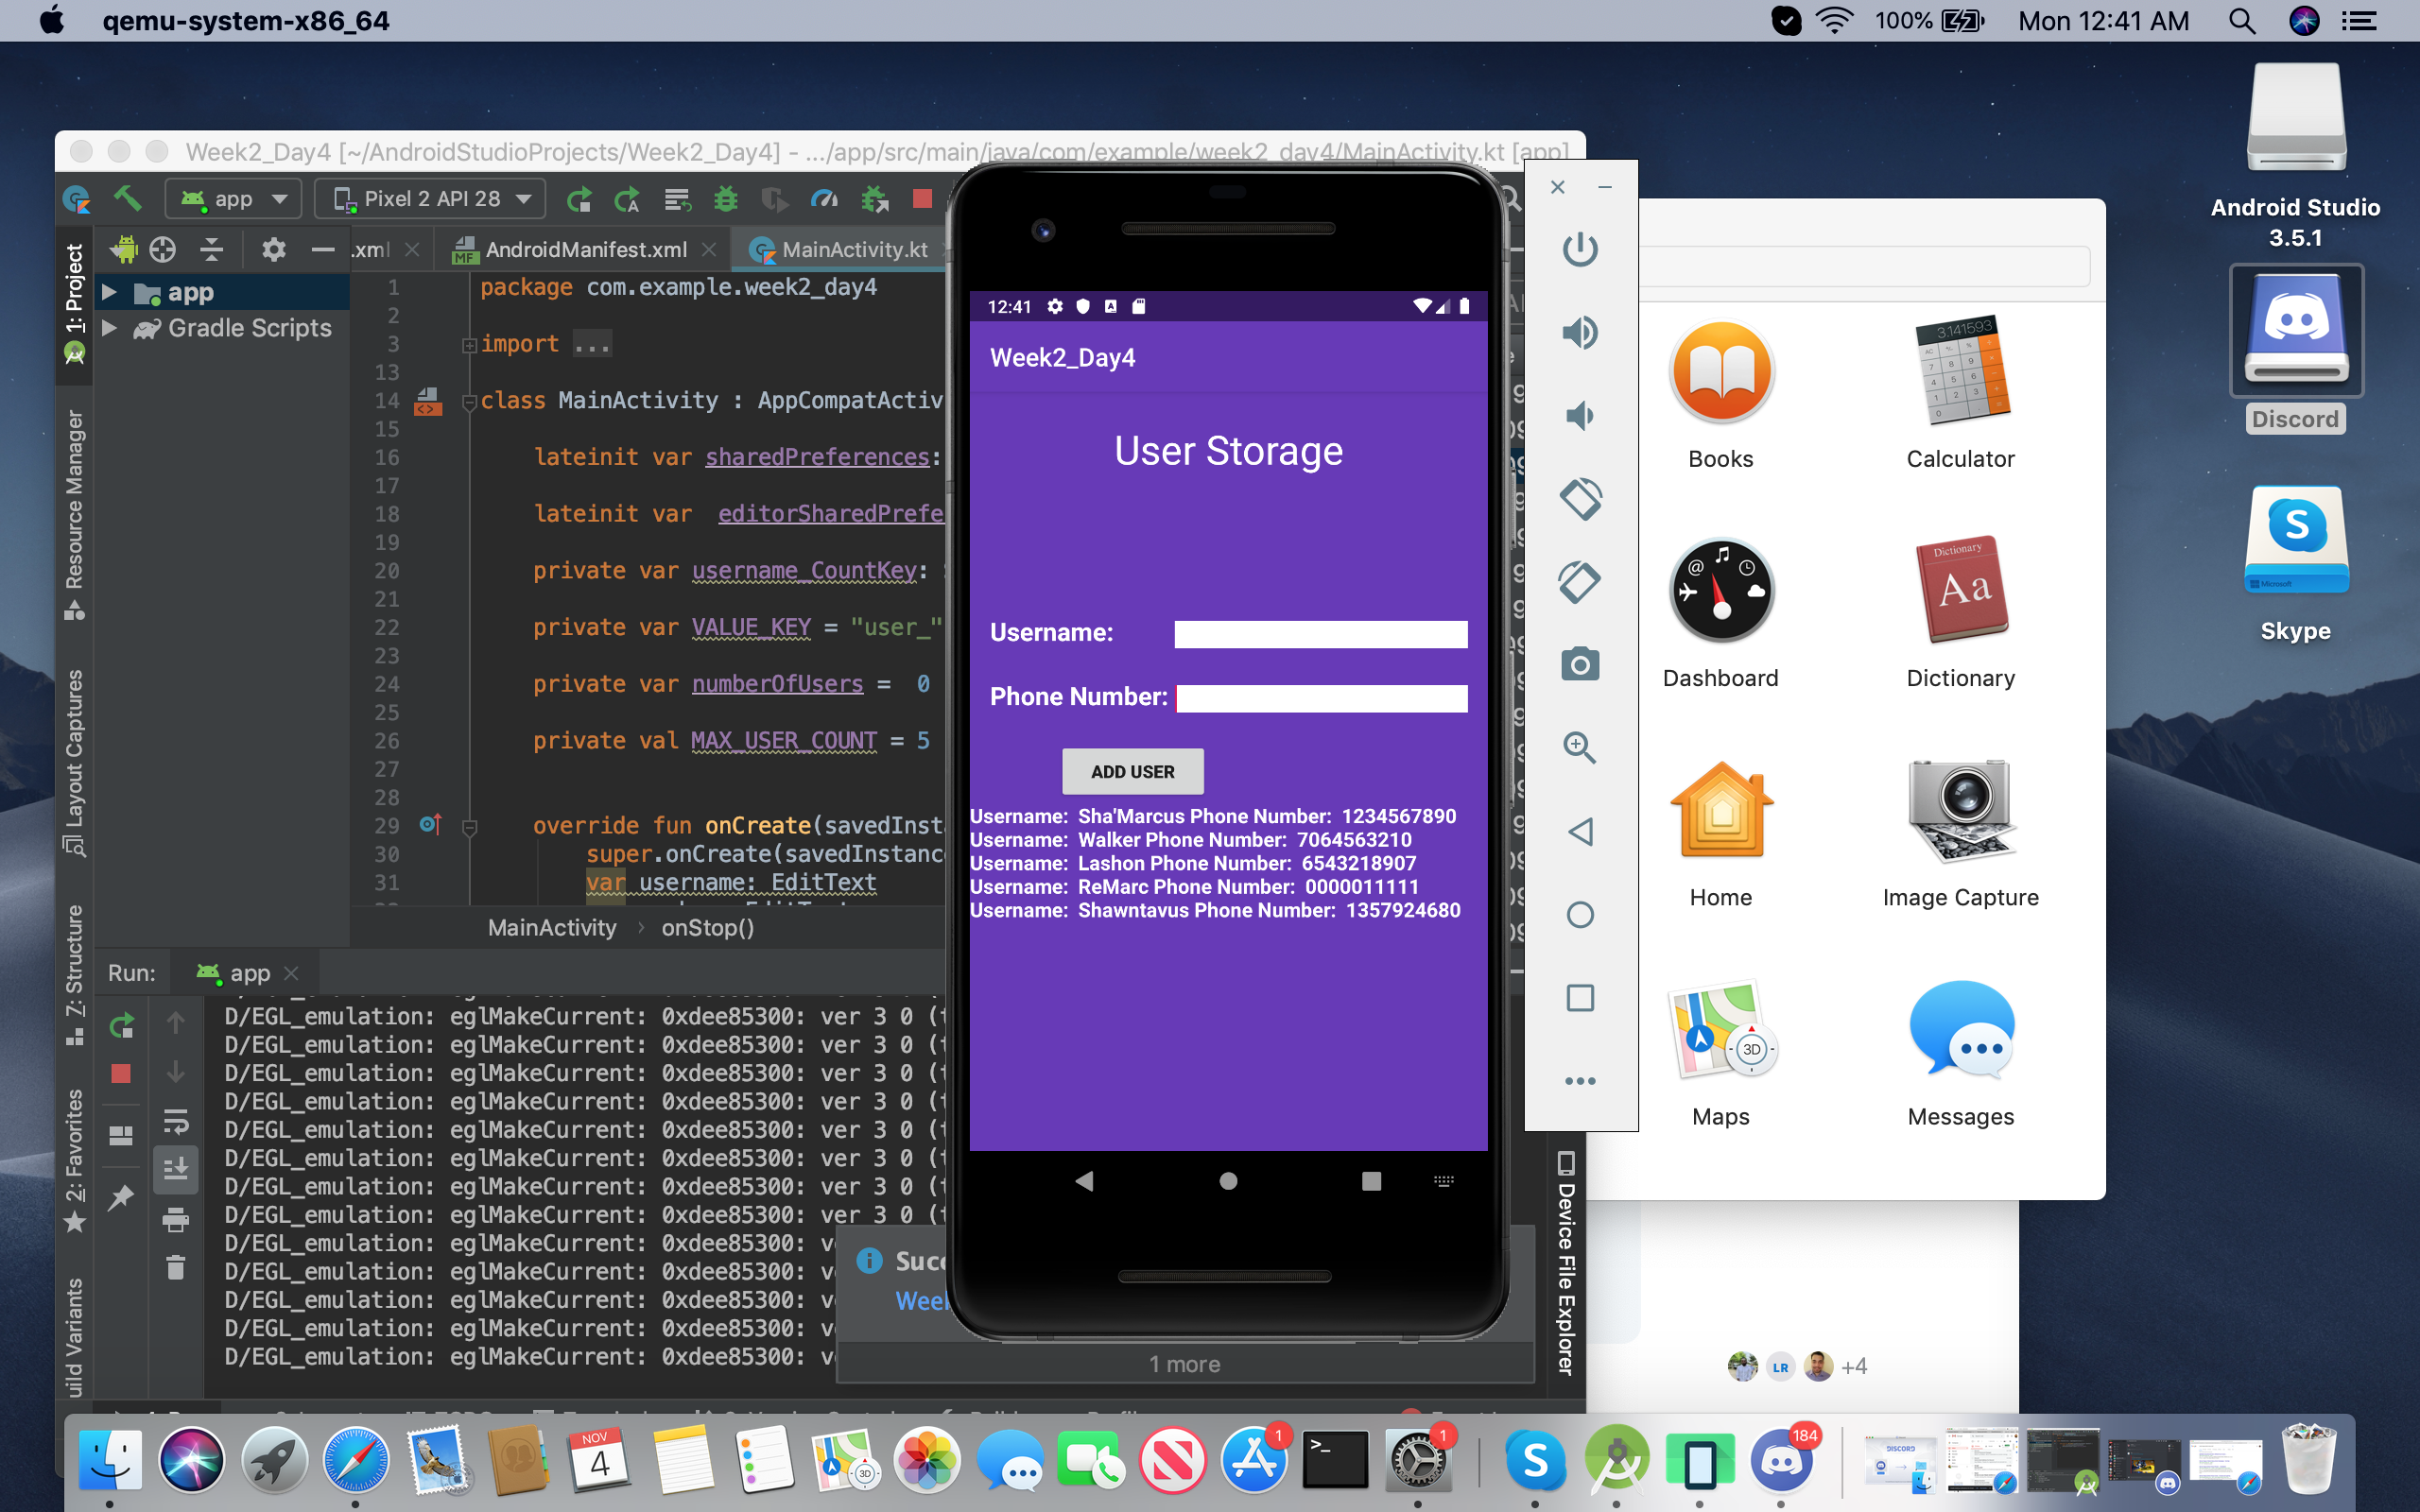 qemu-system-x86_64
100%
Mon 12:41 AM
Week2_Day4 [~/AndroidStudioProjects/Week2_Day4] - .../app/src/main/java/com/example/week2_day4/MainActivity.kt [app]
app
Pixel 2 API 28
1: Project
.xml
AndroidManifest.xml
MainActivity.kt
app
Gradle Scripts
Resource Manager
Layout Captures
7: Structure
2: Favorites
uild Variants
1 package com.example.week2_day4
2
3 import ...
13
14 class MainActivity : AppCompatActiv
15
16 lateinit var sharedPreferences:
17
18 lateinit var editorSharedPrefe
19
20 private var username_CountKey:
21
22 private var VALUE_KEY = "user_"
23
24 private var numberOfUsers = 0
25
26 private val MAX_USER_COUNT = 5
27
28
29 override fun onCreate(savedInst
30 super.onCreate(savedInstanc
31 var username: EditText
MainActivity › onStop()
Run:
app
D/EGL_emulation: eglMakeCurrent: 0xdee85300: ver 3 0 (
D/EGL_emulation: eglMakeCurrent: 0xdee85300: ver 3 0 (
D/EGL_emulation: eglMakeCurrent: 0xdee85300: ver 3 0 (
D/EGL_emulation: eglMakeCurrent: 0xdee85300: ver 3 0 (
D/EGL_emulation: eglMakeCurrent: 0xdee85300: ver 3 0 (
D/EGL_emulation: eglMakeCurrent: 0xdee85300: ver 3 0 (
D/EGL_emulation: eglMakeCurrent: 0xdee85300: ver 3 0 (
D/EGL_emulation: eglMakeCurrent: 0xdee85300: ver 3 0 (
D/EGL_emulation: eglMakeCurrent: 0xdee85300: v
D/EGL_emulation: eglMakeCurrent: 0xdee85300: v
D/EGL_emulation: eglMakeCurrent: 0xdee85300: v
D/EGL_emulation: eglMakeCurrent: 0xdee85300: v
D/EGL_emulation: eglMakeCurrent: 0xdee85300: v
Succ
Week
1 more
Device File Explorer
12:41
Week2_Day4
User Storage
Username:
Phone Number:
ADD USER
Username: Sha'Marcus Phone Number: 1234567890
Username: Walker Phone Number: 7064563210
Username: Lashon Phone Number: 6543218907
Username: ReMarc Phone Number: 0000011111
Username: Shawntavus Phone Number: 1357924680
3.141593
Books
Calculator
Dashboard
Dictionary
Aa
Dictionary
Home
Image Capture
3D
Maps
Messages
LR
+4
Android Studio
3.5.1
Discord
Microsoft
Skype
NOV
4
3D
1
>_
1
184
DISCORD